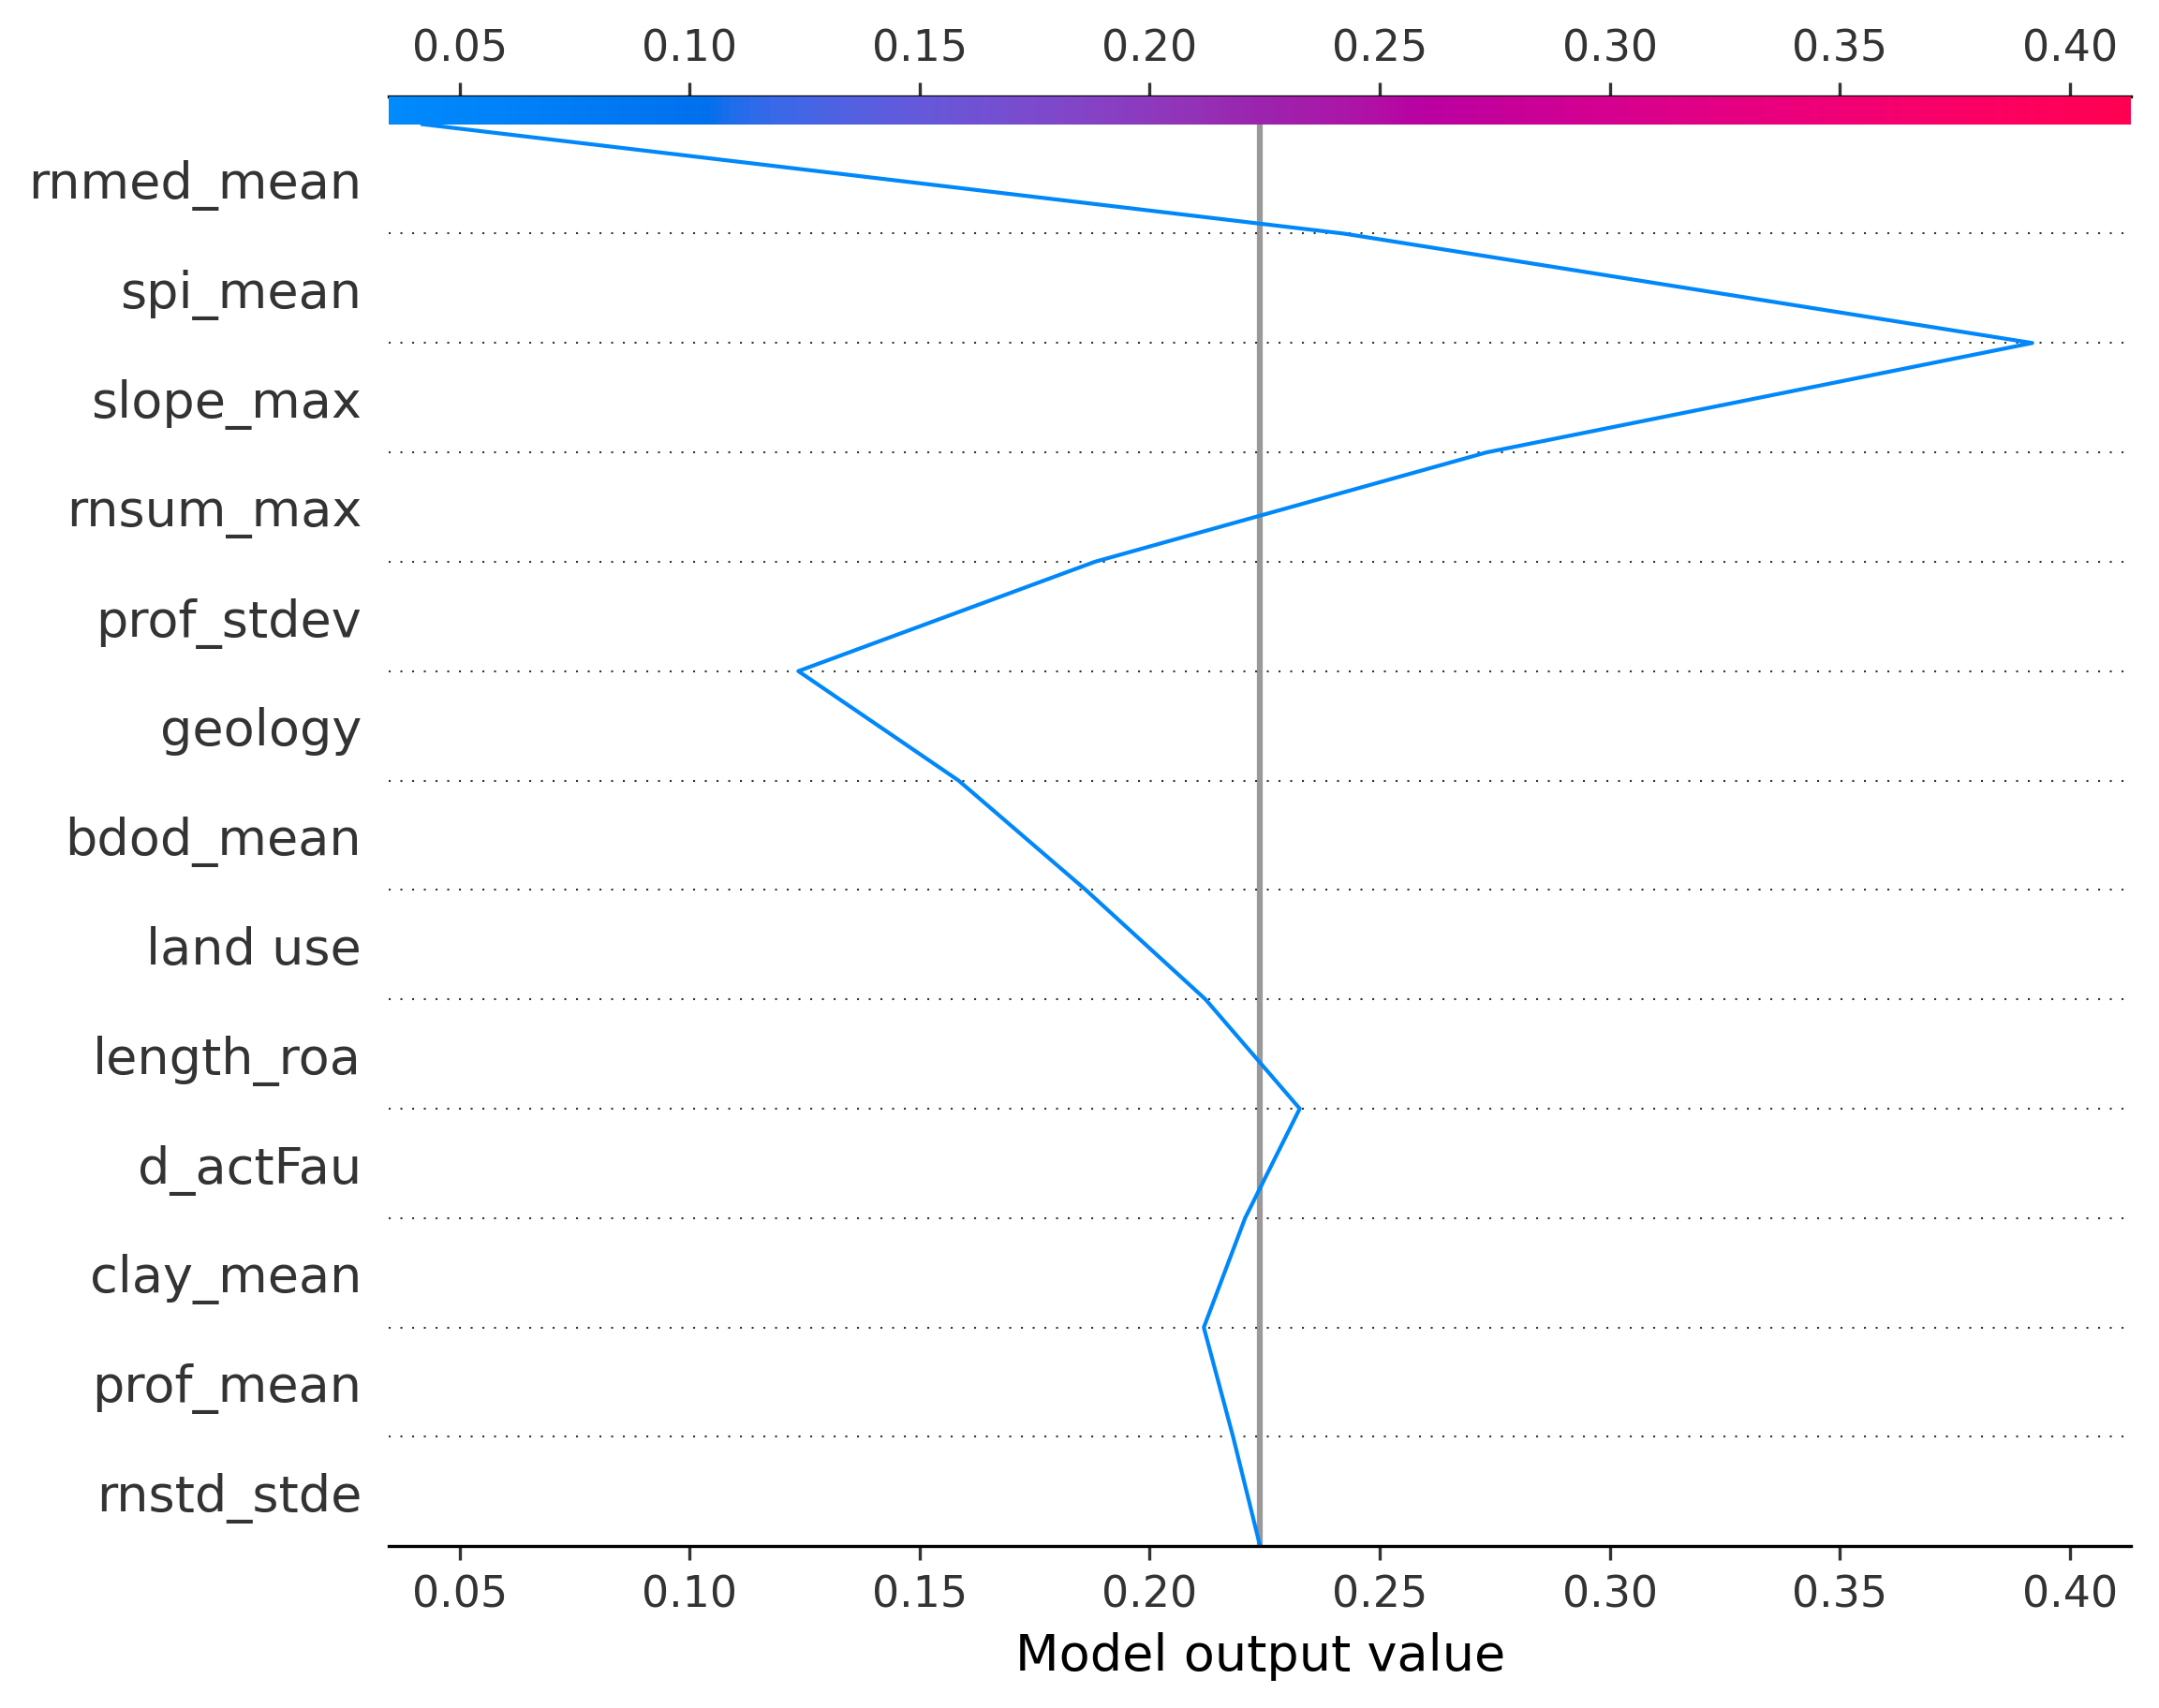 0.05 0.10 0.15 0.20 0.25 0.30 0.35 0.40
rnmed_mean
spi_mean
slope_max
rnsum_max
prof_stdev
geology
bdod_mean
land use
length_roa
d_actFau
clay_mean
prof_mean
rnstd_stde
0.05 0.10 0.15 0.20 0.25 0.30 0.35 0.40
Model output value